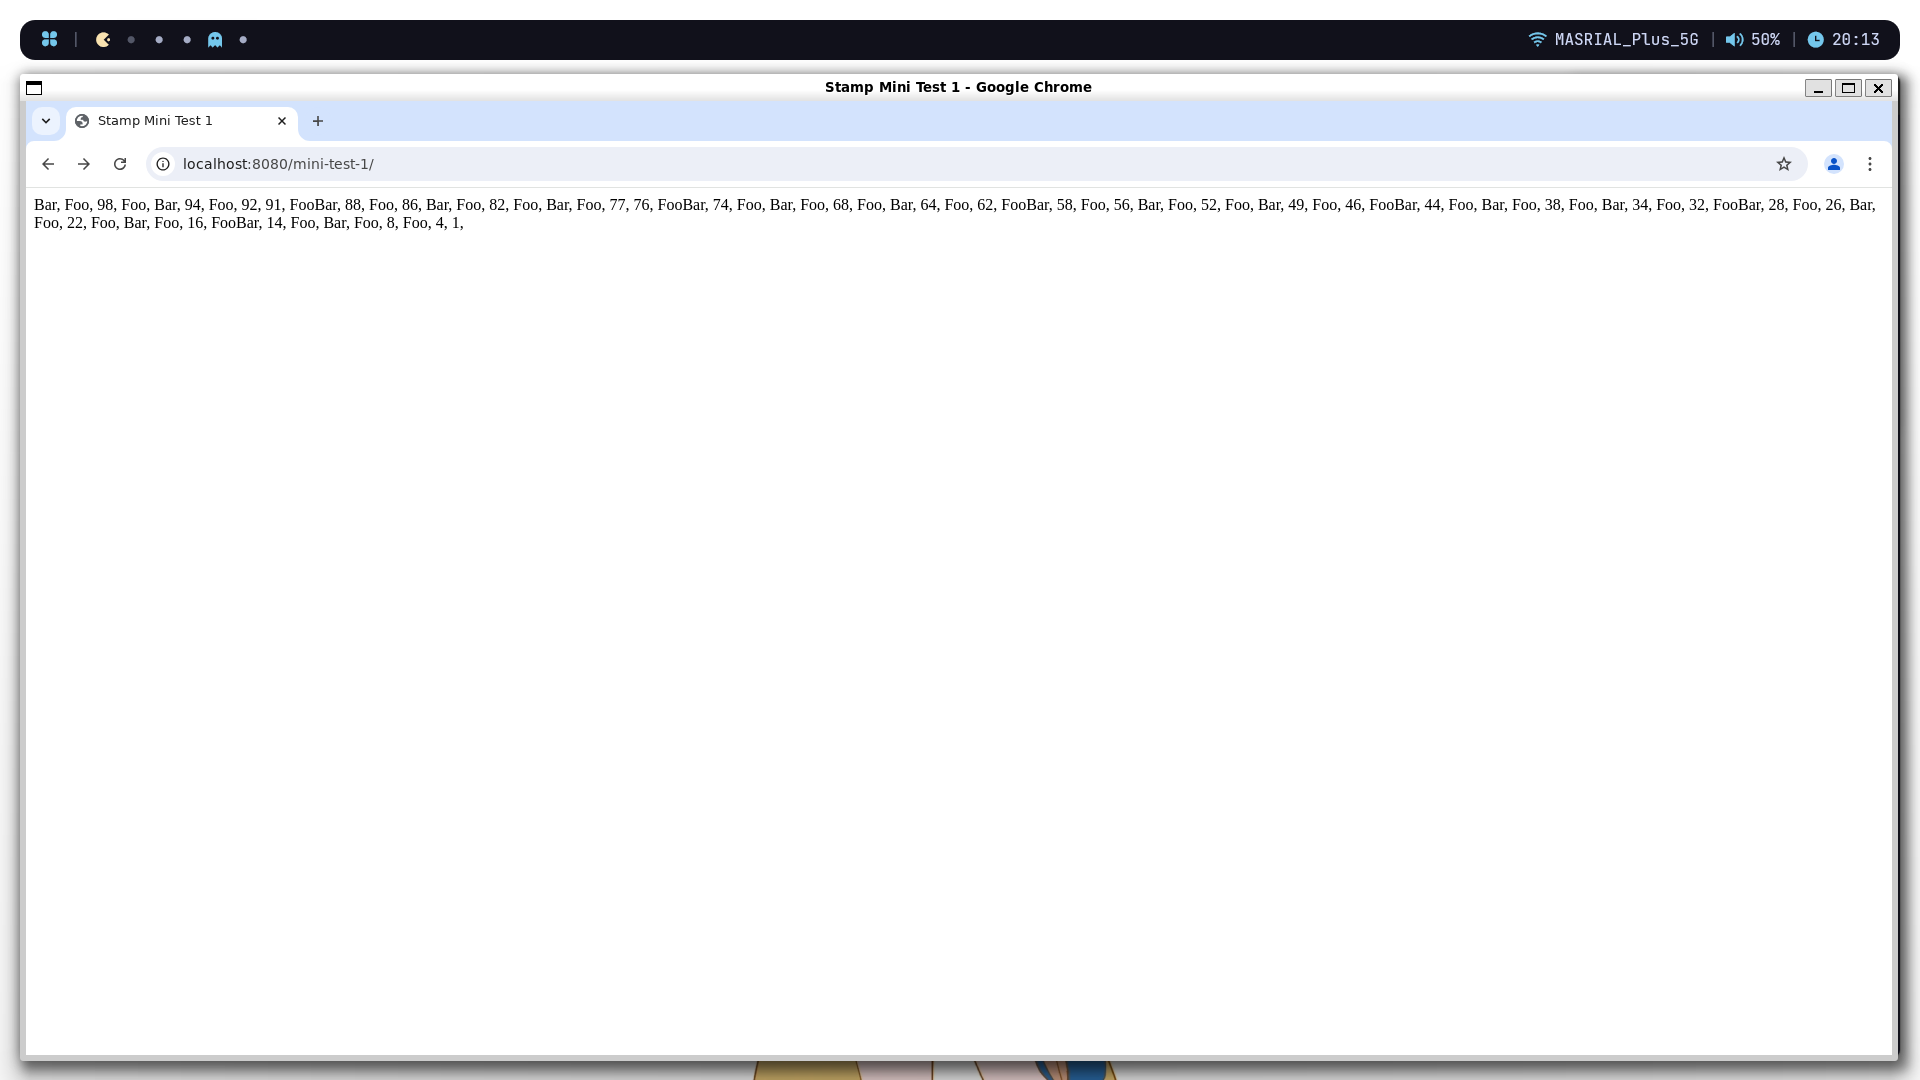 MASRIAL_Plus_5G | 50% | 20:13
Stamp Mini Test 1 - Google Chrome
Stamp Mini Test 1
localhost:8080/mini-test-1/
Bar, Foo, 98, Foo, Bar, 94, Foo, 92, 91, FooBar, 88, Foo, 86, Bar, Foo, 82, Foo, Bar, Foo, 77, 76, FooBar, 74, Foo, Bar, Foo, 68, Foo, Bar, 64, Foo, 62, FooBar, 58, Foo, 56, Bar, Foo, 52, Foo, Bar, 49, Foo, 46, FooBar, 44, Foo, Bar, Foo, 38, Foo, Bar, 34, Foo, 32, FooBar, 28, Foo, 26, Bar,
Foo, 22, Foo, Bar, Foo, 16, FooBar, 14, Foo, Bar, Foo, 8, Foo, 4, 1,